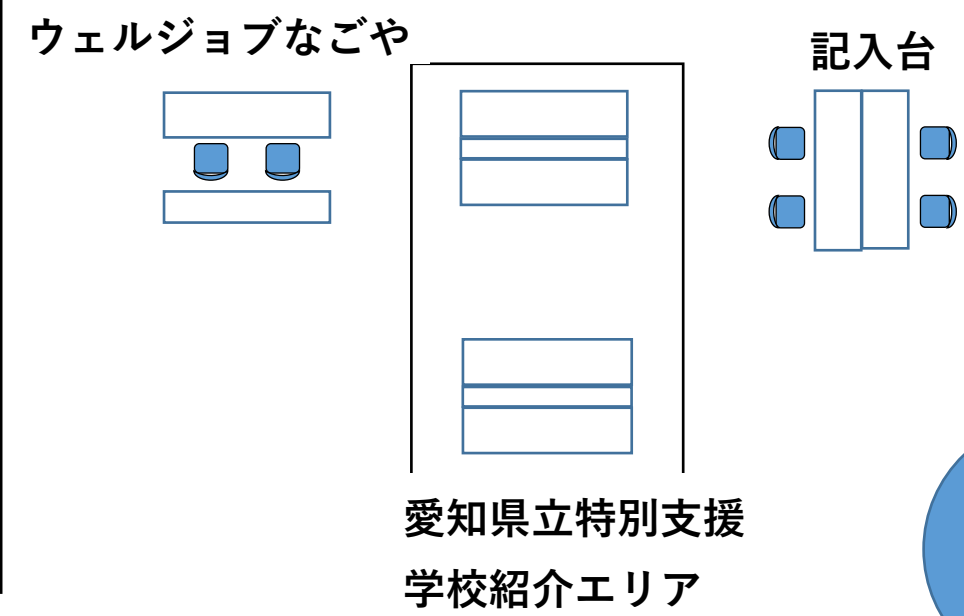 ウェルジョブなごや
記入台
愛知県立特別支援
学校紹介エリア